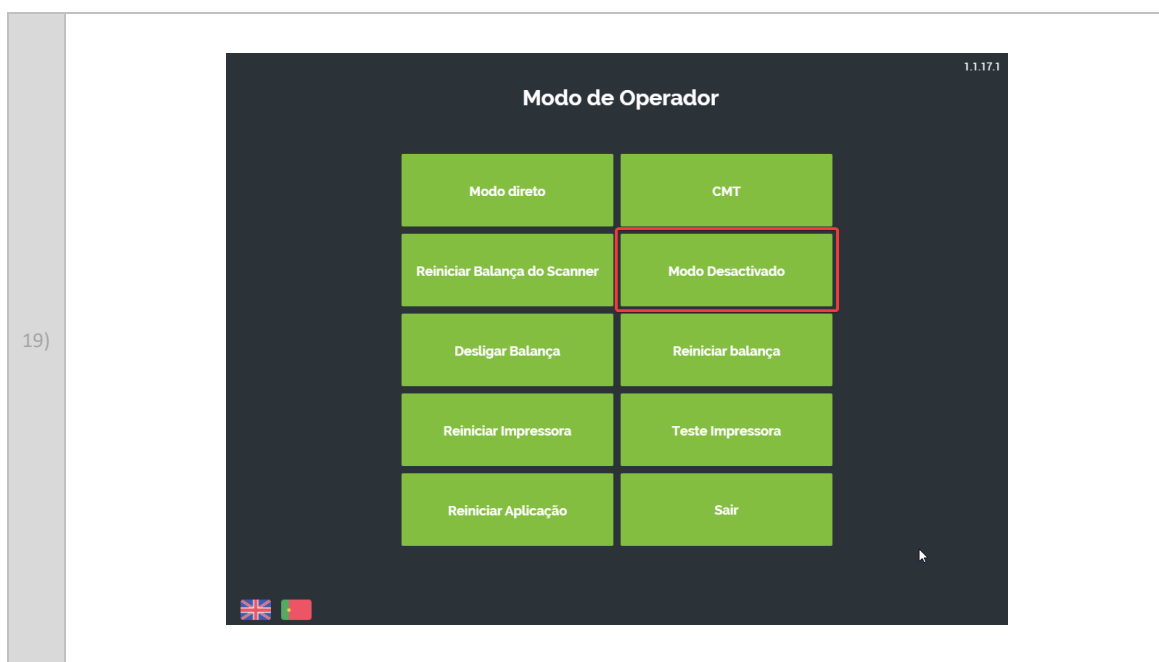 1.1.17.1
Modo de Operador
Modo direto
CMT
Reiniciar Balança do Scanner
Modo Desactivado
19)
Desligar Balança
Reiniciar balança
Reiniciar Impressora
Teste Impressora
Reiniciar Aplicação
Sair